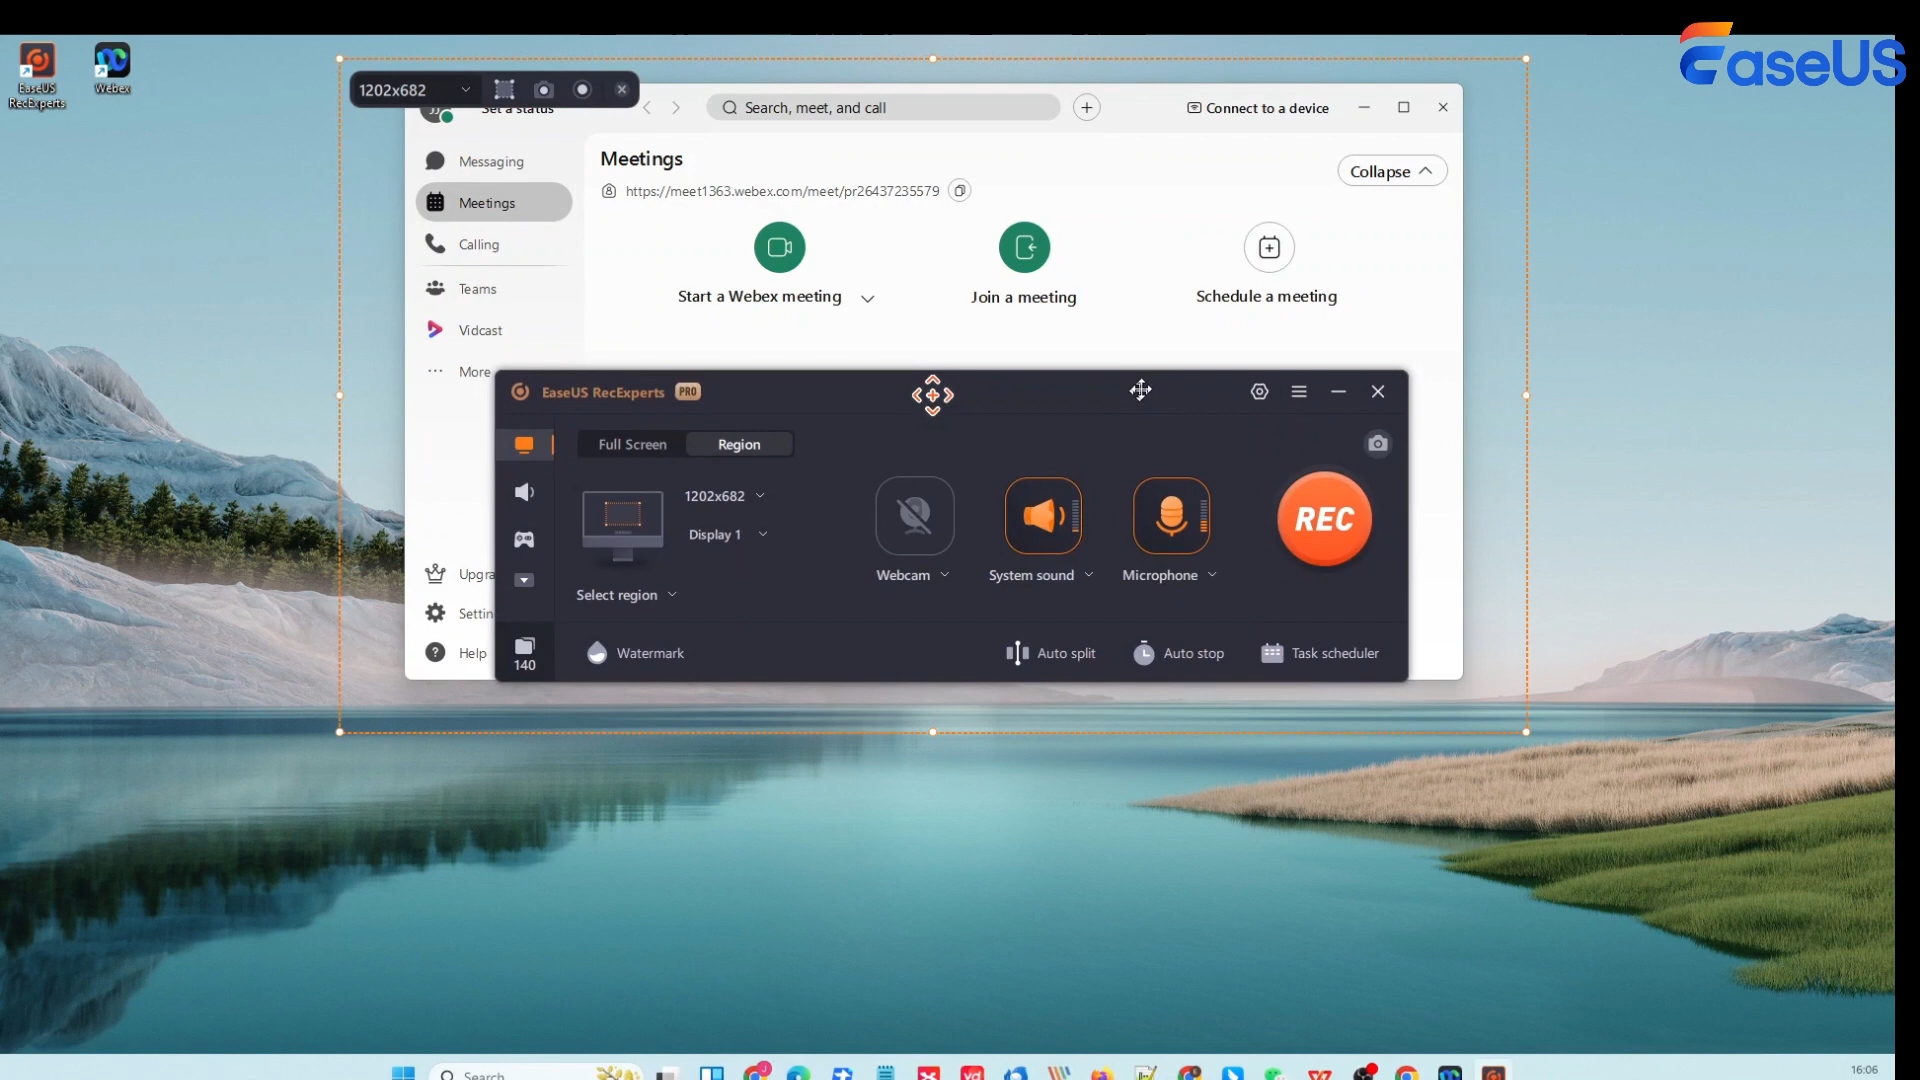 EaseUS
EaseUS
RecExperts
Webex
1202x682
Set a status
Search, meet, and call
Connect to a device
Messaging
Meetings
Calling
Teams
Vidcast
More
Upgra
Settin
Help
Meetings
https://meet1363.webex.com/meet/pr26437235579
Collapse
Start a Webex meeting
Join a meeting
Schedule a meeting
EaseUS RecExperts PRO
Full Screen
Region
1202x682
Display 1
Select region
Webcam
System sound
Microphone
REC
140
Watermark
Auto split
Auto stop
Task scheduler
Search
16:06